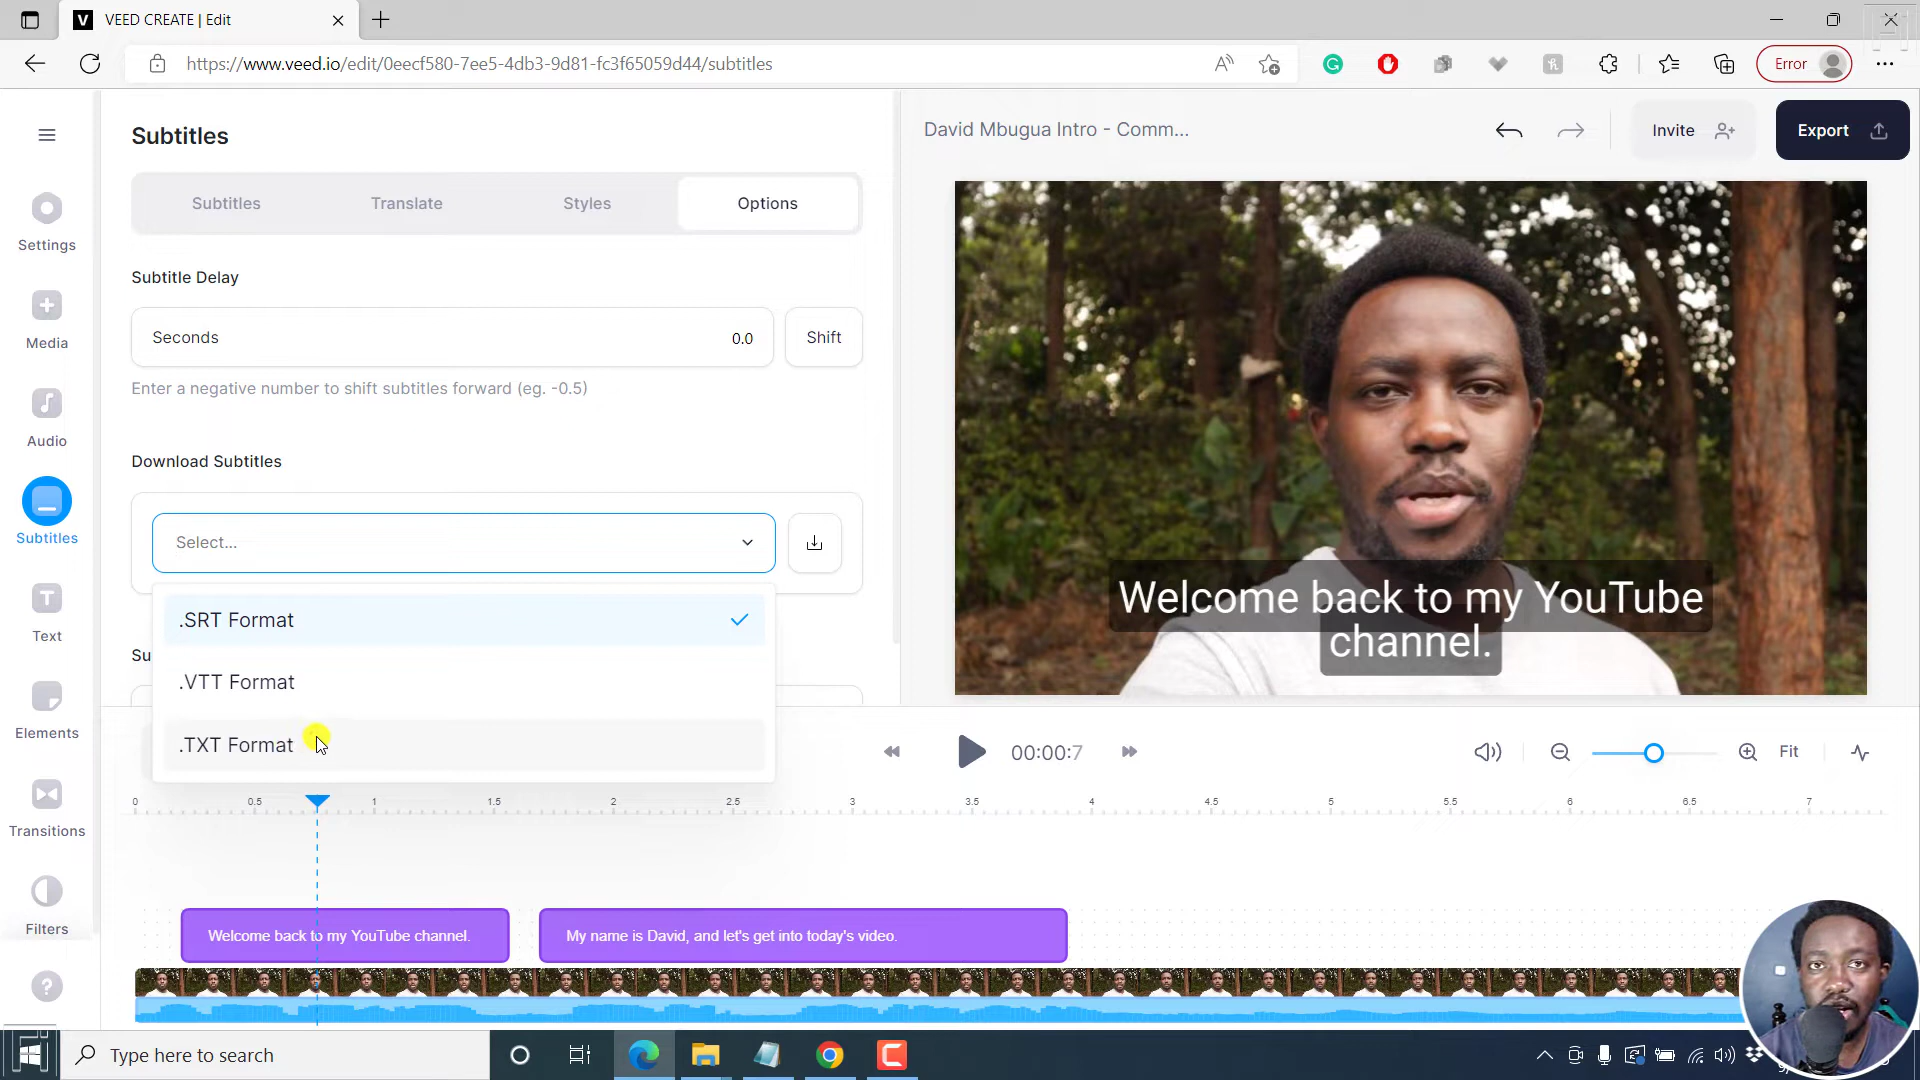 VEED CREATE | Edit
https://www.veed.io/edit/0eecf580-7ee5-4db3-9d81-fc3f65059d44/subtitles
Error
Subtitles
David Mbugua Intro - Comm...
Invite
Export
Subtitles
Translate
Styles
Options
Settings
Media
Audio
Subtitles
Text
Elements
Transitions
Filters
Subtitle Delay
Seconds
0.0
Shift
Enter a negative number to shift subtitles forward (eg. -0.5)
Download Subtitles
Select...
.SRT Format
.VTT Format
.TXT Format
Su
Welcome back to my YouTube
channel.
00:00:7
Fit
0 0.5 1 1.5 2 2.5 3 3.5 4 4.5 5 5.5 6 6.5 7
Welcome back to my YouTube channel.
My name is David, and let's get into today's video.
Type here to search